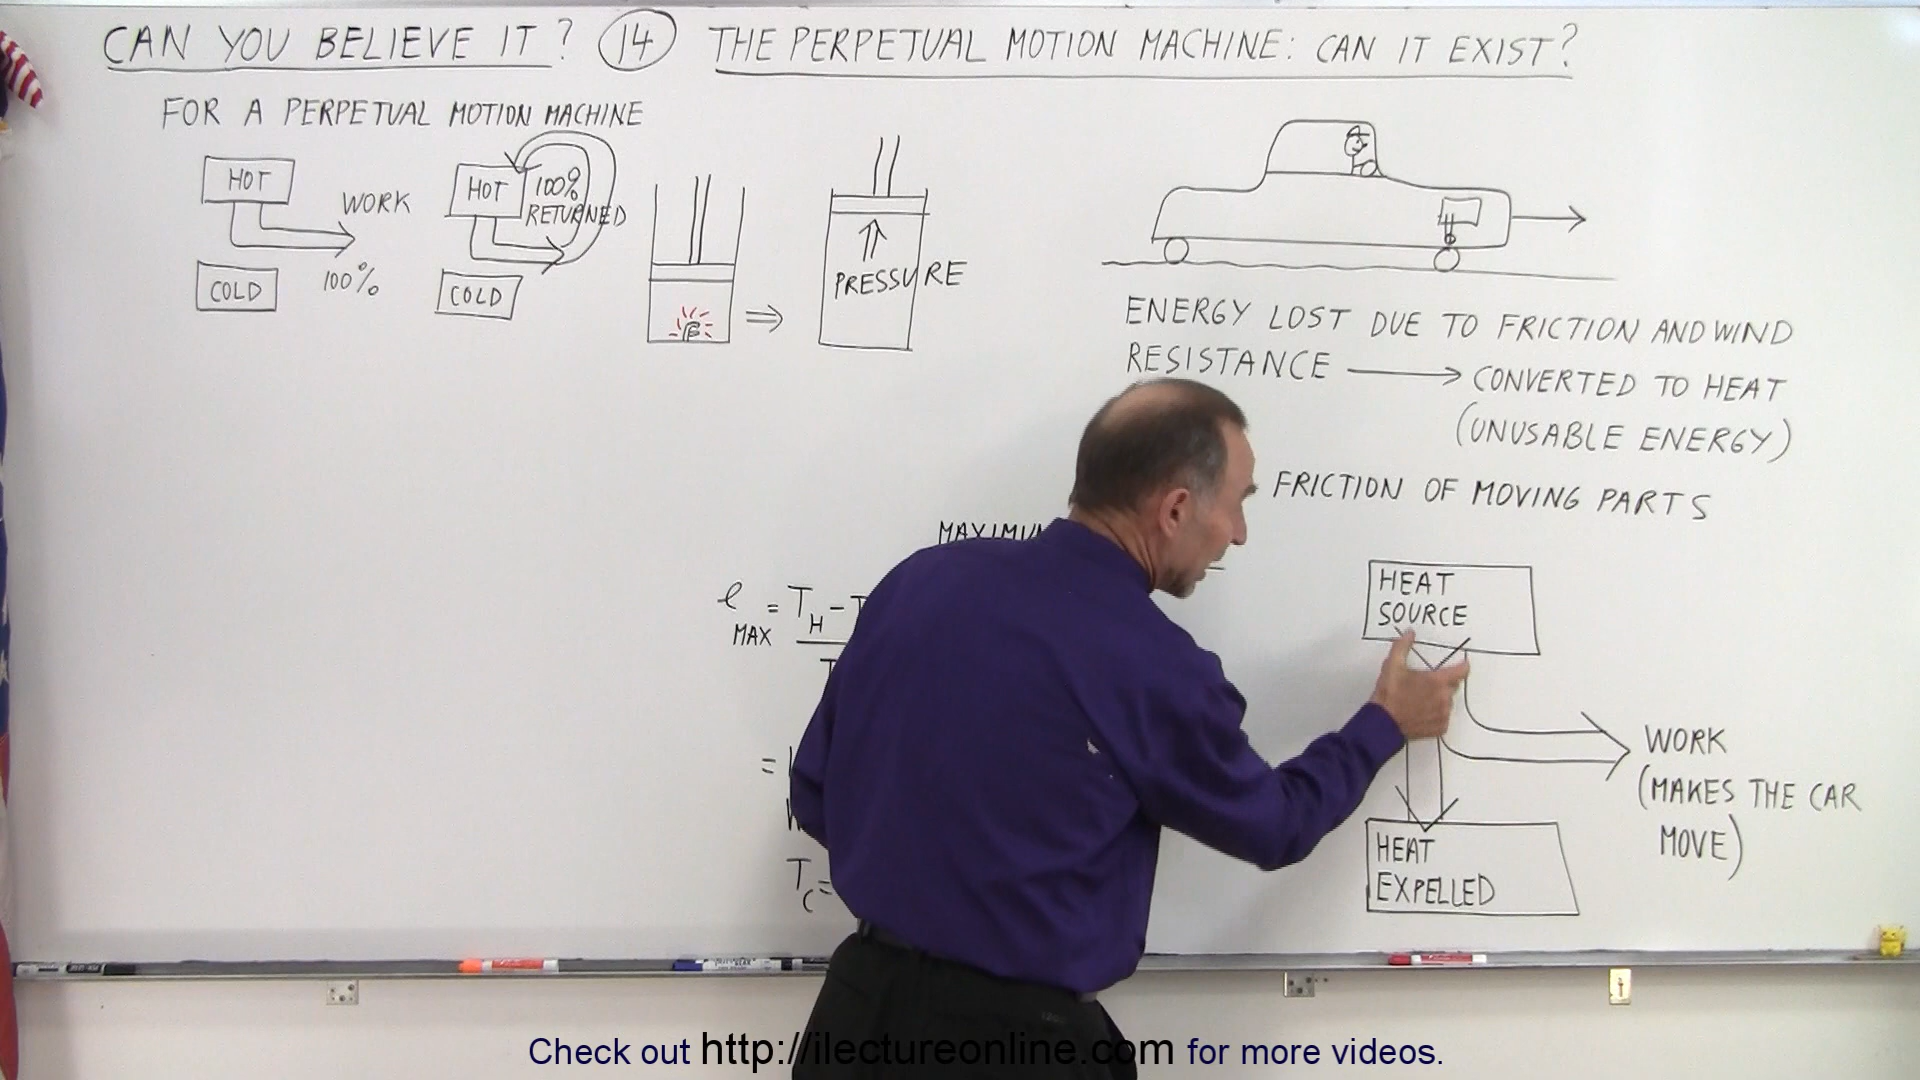 CAN YOU BELIEVE IT? 14 THE PERPETUAL MOTION MACHINE: CAN IT EXIST?
FOR A PERPETUAL MOTION MACHINE
HOT
WORK
100%
COLD
HOT
100%
RETURNED
COLD
PRESSURE
ENERGY LOST DUE TO FRICTION AND WIND
RESISTANCE → CONVERTED TO HEAT
(UNUSABLE ENERGY)
FRICTION OF MOVING PARTS
e MAX = T H -
=
T C =
HEAT
SOURCE
WORK
(MAKES THE CAR
MOVE)
HEAT
EXPELLED
Check out http://ilectureonline.com for more videos.